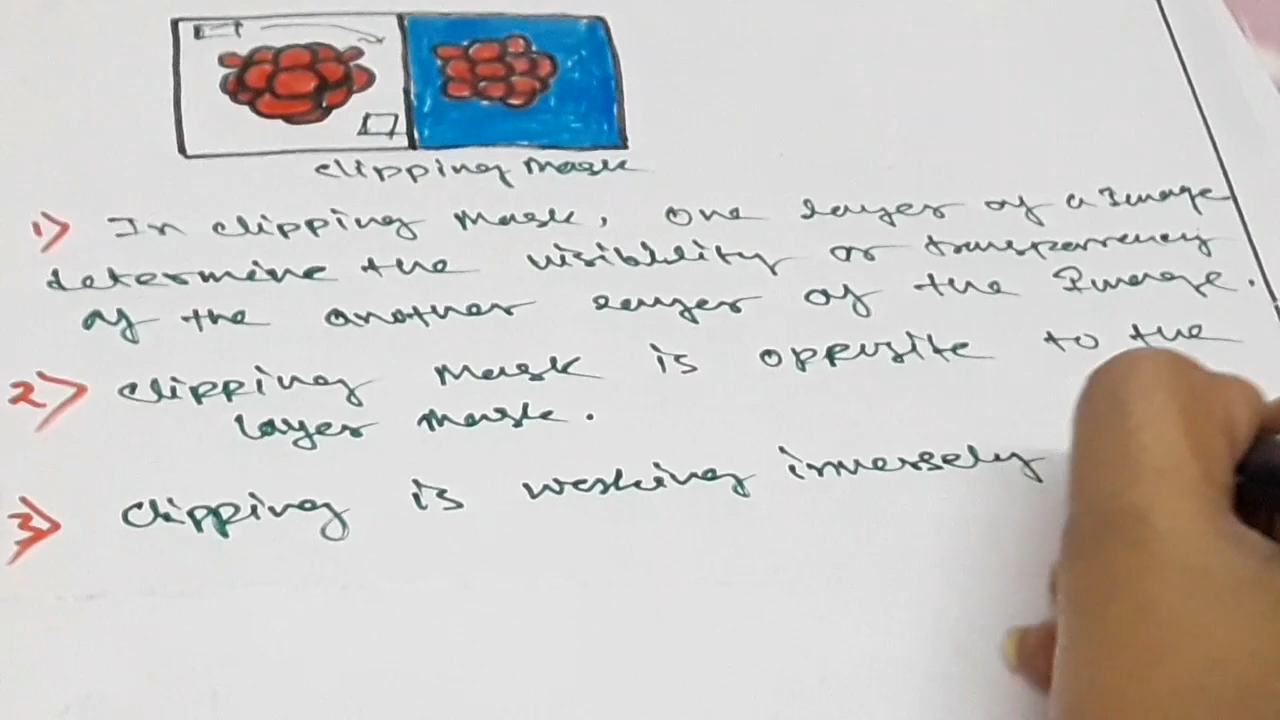 clipping mask
1) In clipping mask, one layer of a Image
determine the visiblility or transparency
of the another layer of the Image.
2) clipping mask is opposite to the
layer mask.
3) clipping is working inversely